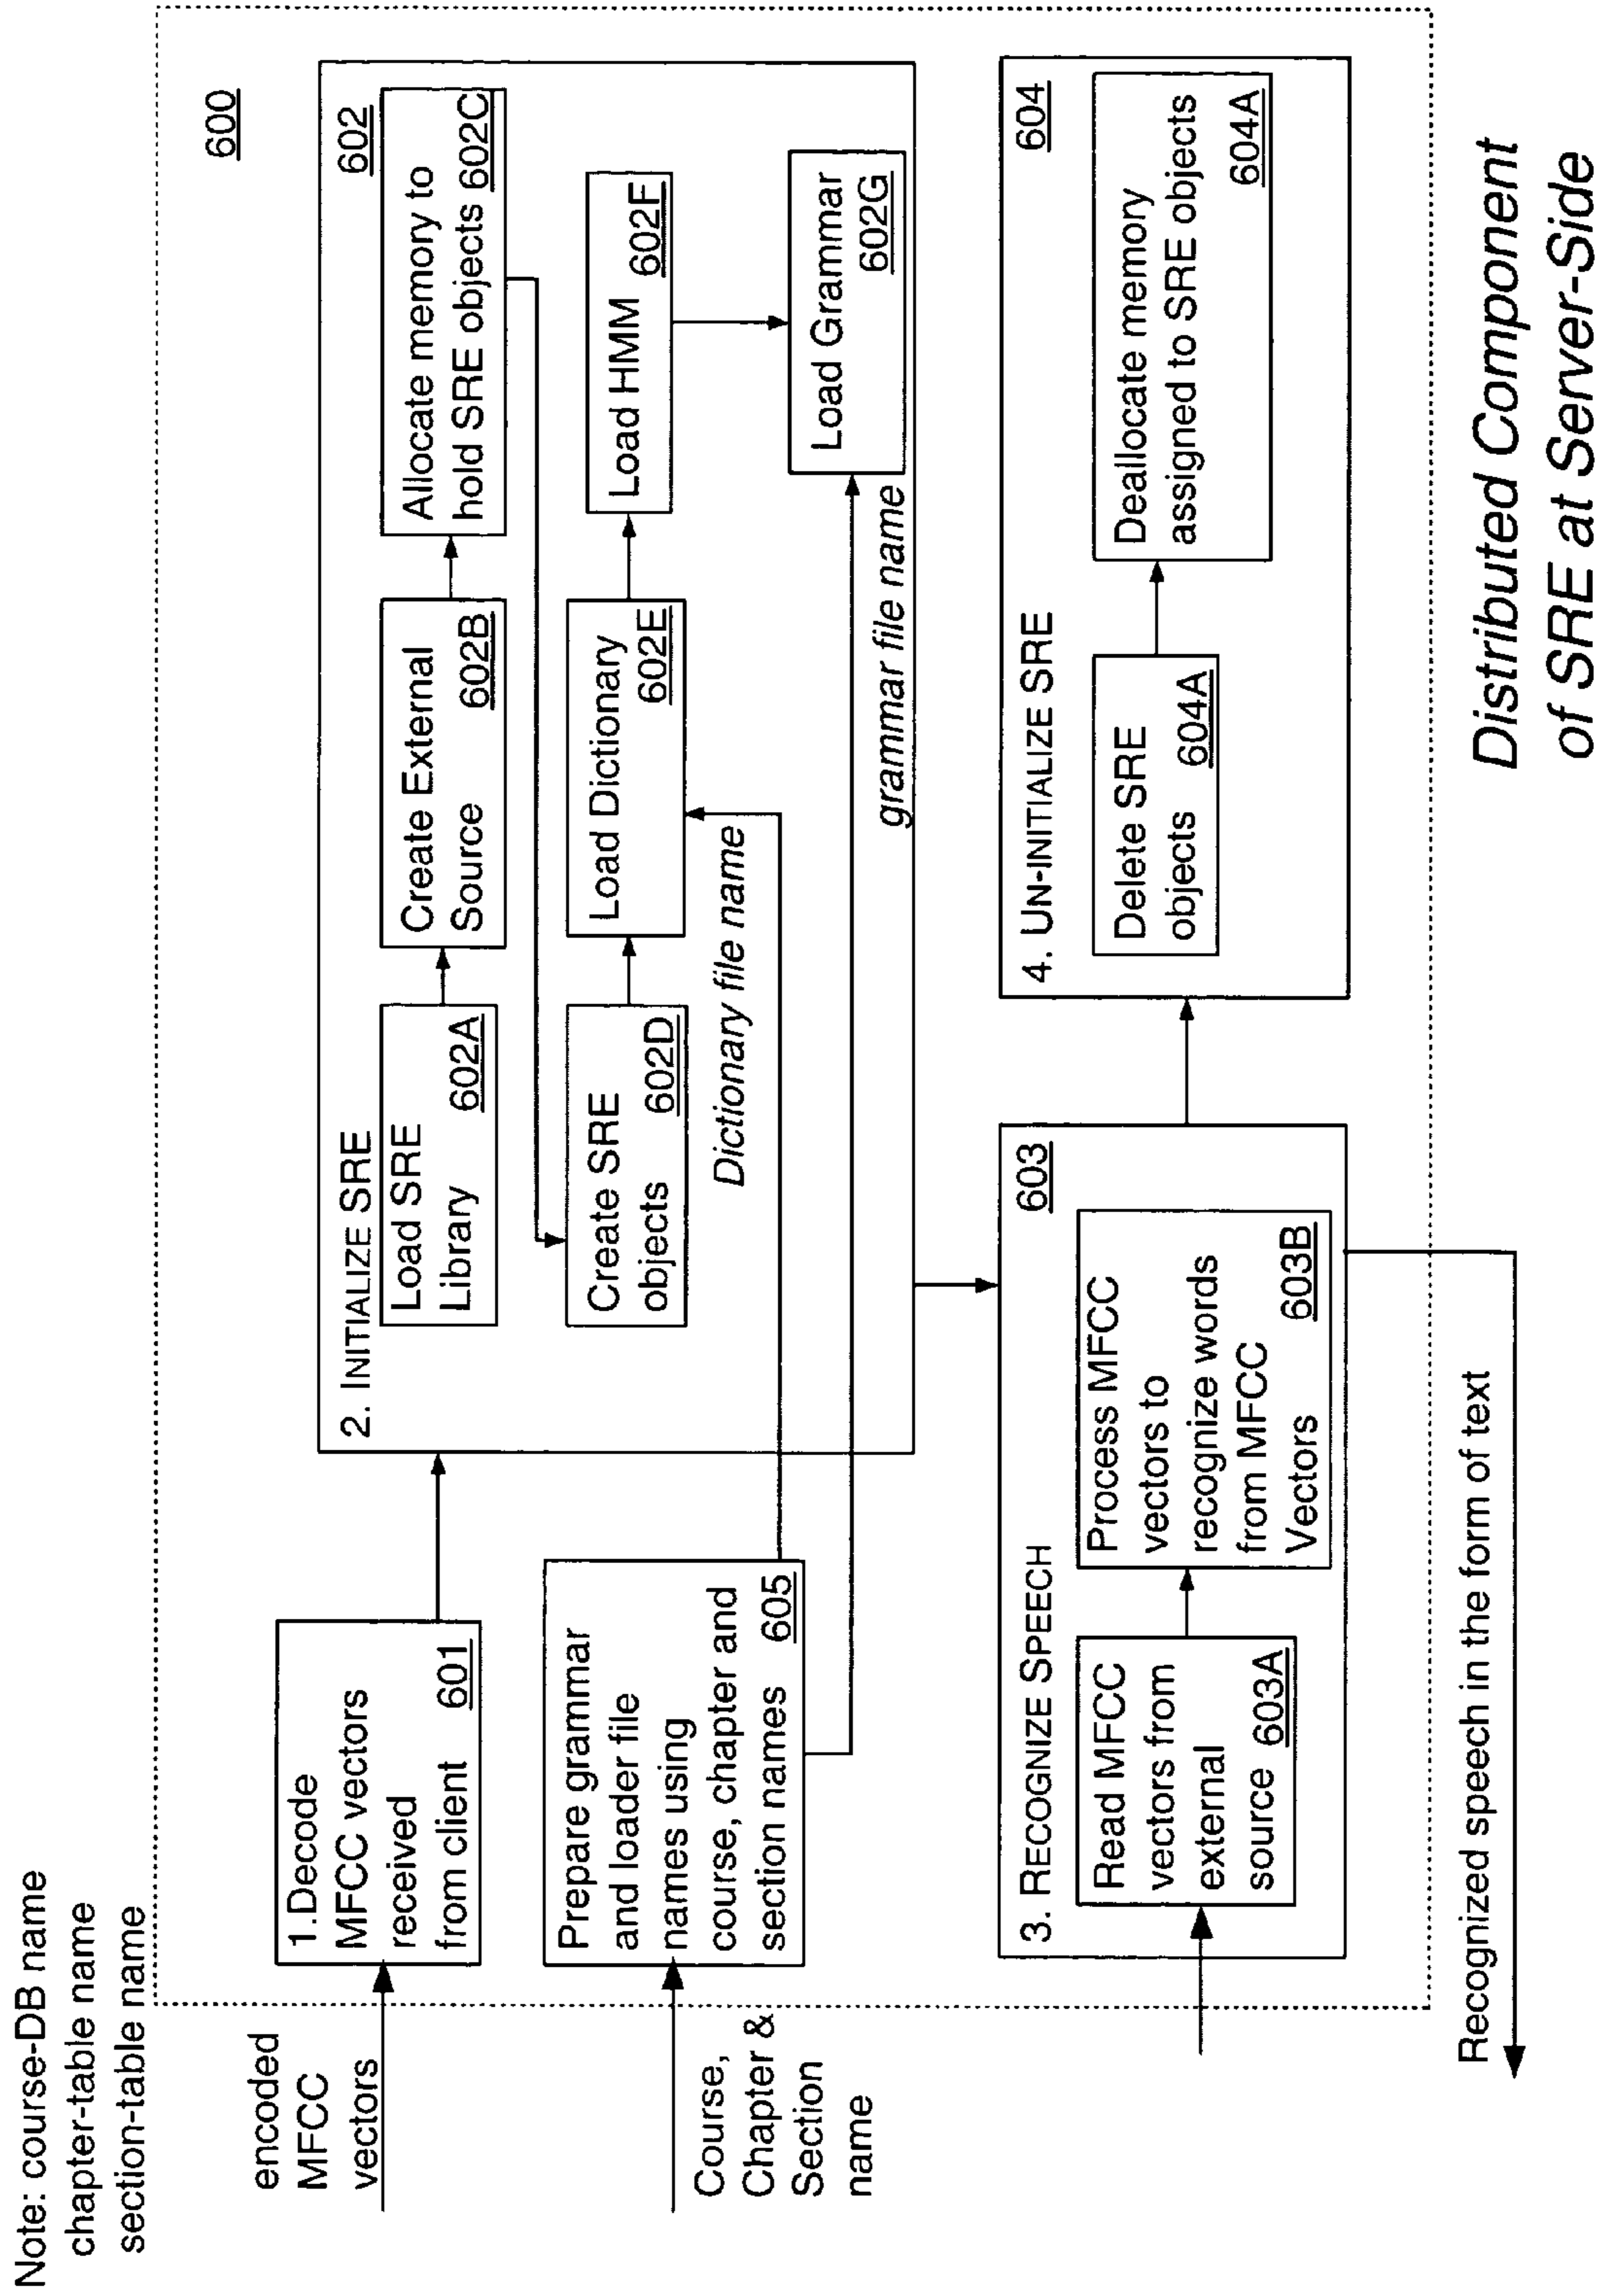 Note: course-DB name
chapter-table name
section-table name
600
encoded
MFCC
vectors
1.Decode
MFCC vectors
received
from client 601
2. INITIALIZE SRE
602
Load SRE
Library 602A
Create External
Source 602B
Allocate memory to
hold SRE objects 602C
Create SRE
objects 602D
Load Dictionary
602E
Load HMM
602F
Dictionary file name
Load Grammar
602G
grammar file name
Course,
Chapter &
Section
name
Prepare grammar
and loader file
names using
course, chapter and
section names 605
3. RECOGNIZE SPEECH
603
Read MFCC
vectors from
external
source 603A
Process MFCC
vectors to
recognize words
from MFCC
Vectors 603B
4. UN-INITIALIZE SRE
604
Delete SRE
objects 604A
Deallocate memory
assigned to SRE objects
604A
Recognized speech in the form of text
Distributed Component
of SRE at Server-Side